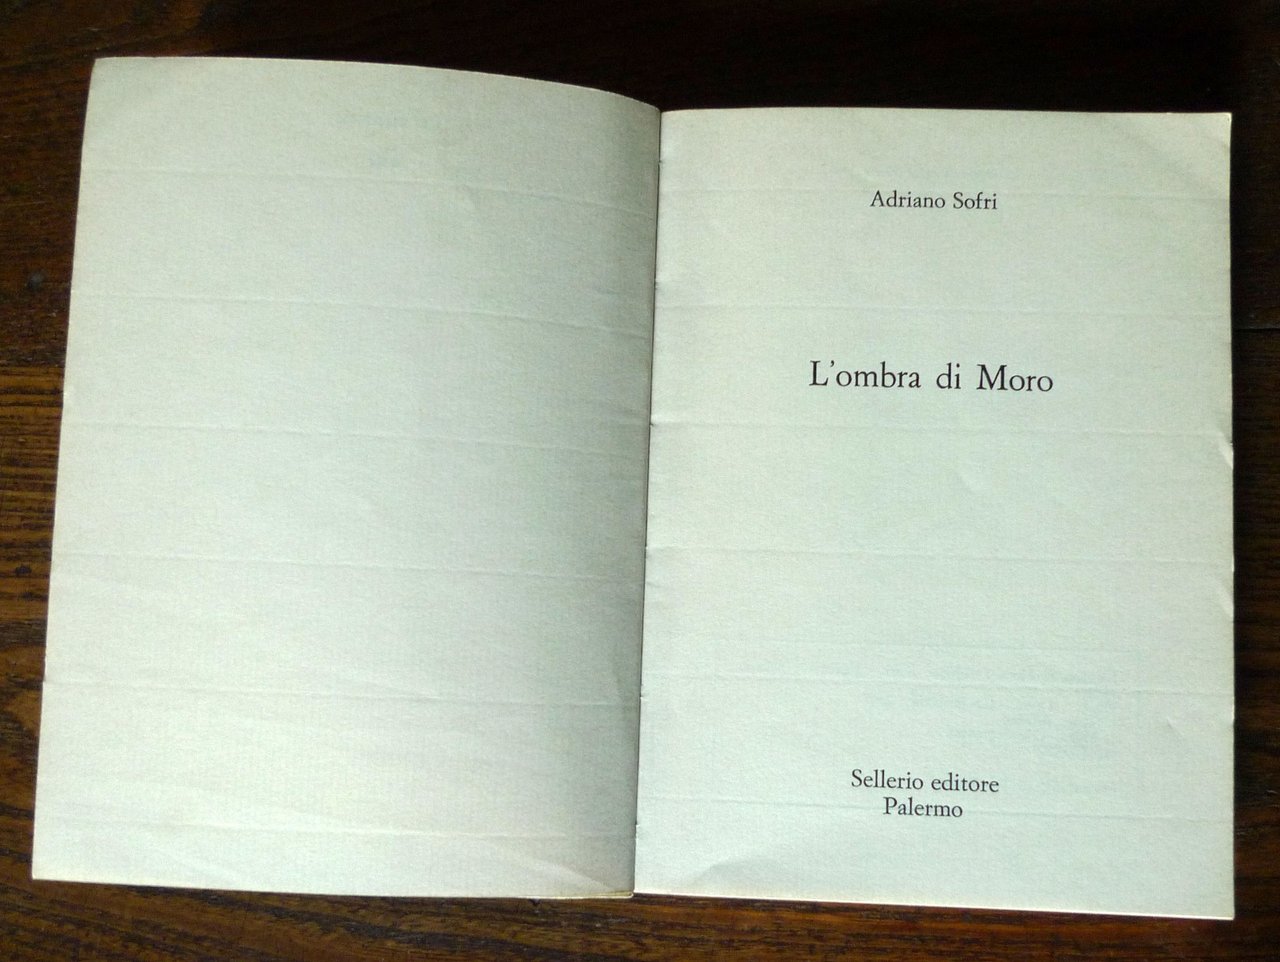 Adriano Sofri
L'ombra di Moro
Sellerio editore
Palermo